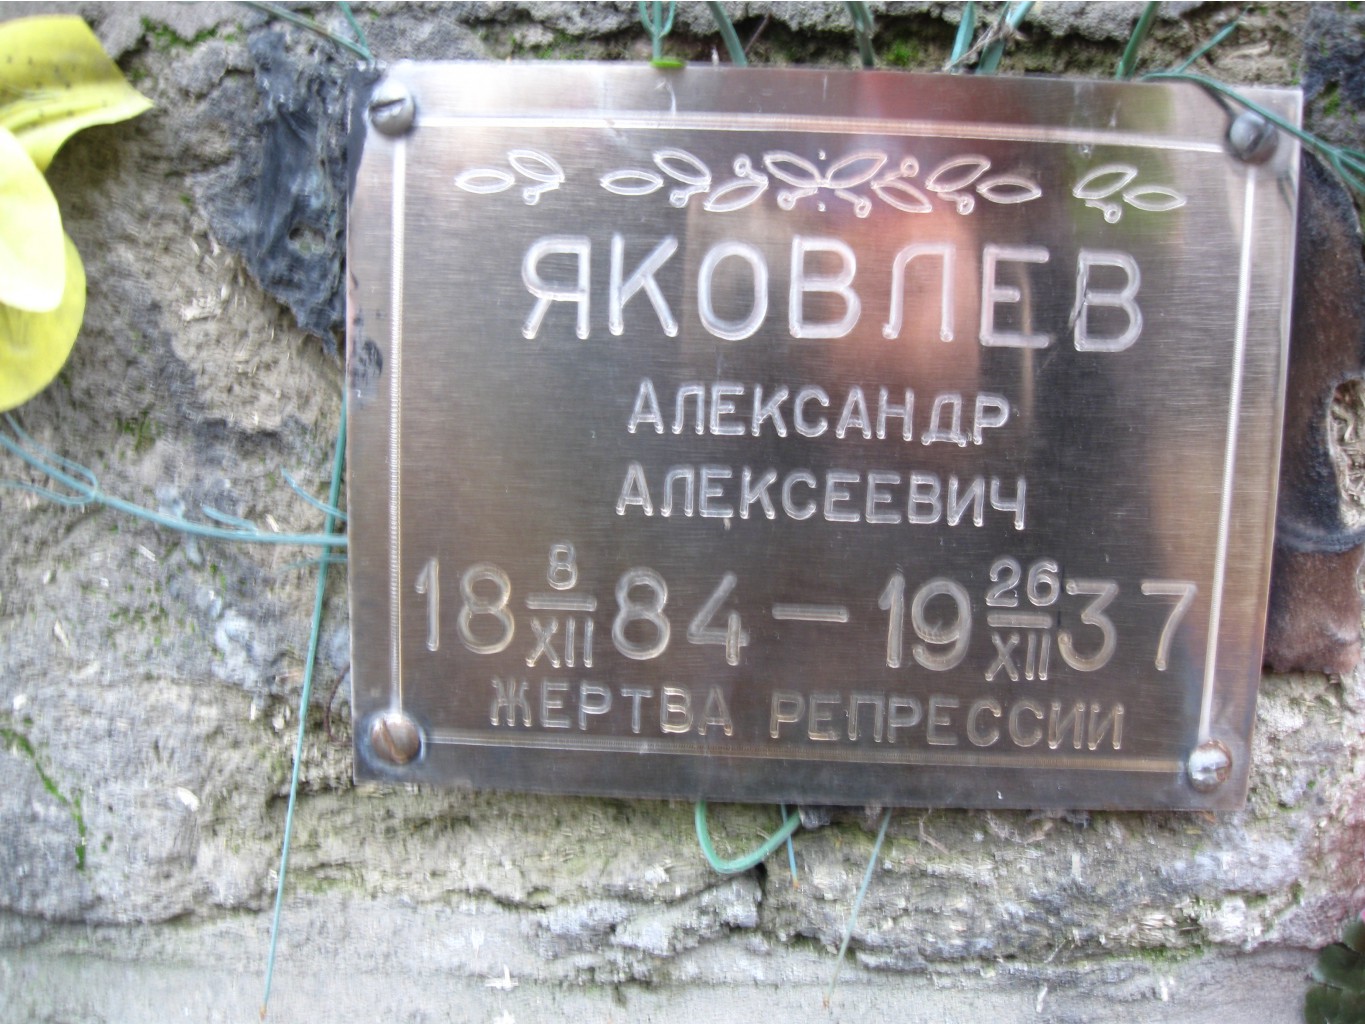 ЯКОВЛЕВ
АЛЕКСАНДР
АЛЕКСЕЕВИЧ
18 8/XII 84 – 19 26/XII 37
ЖЕРТВА РЕПРЕССИИ